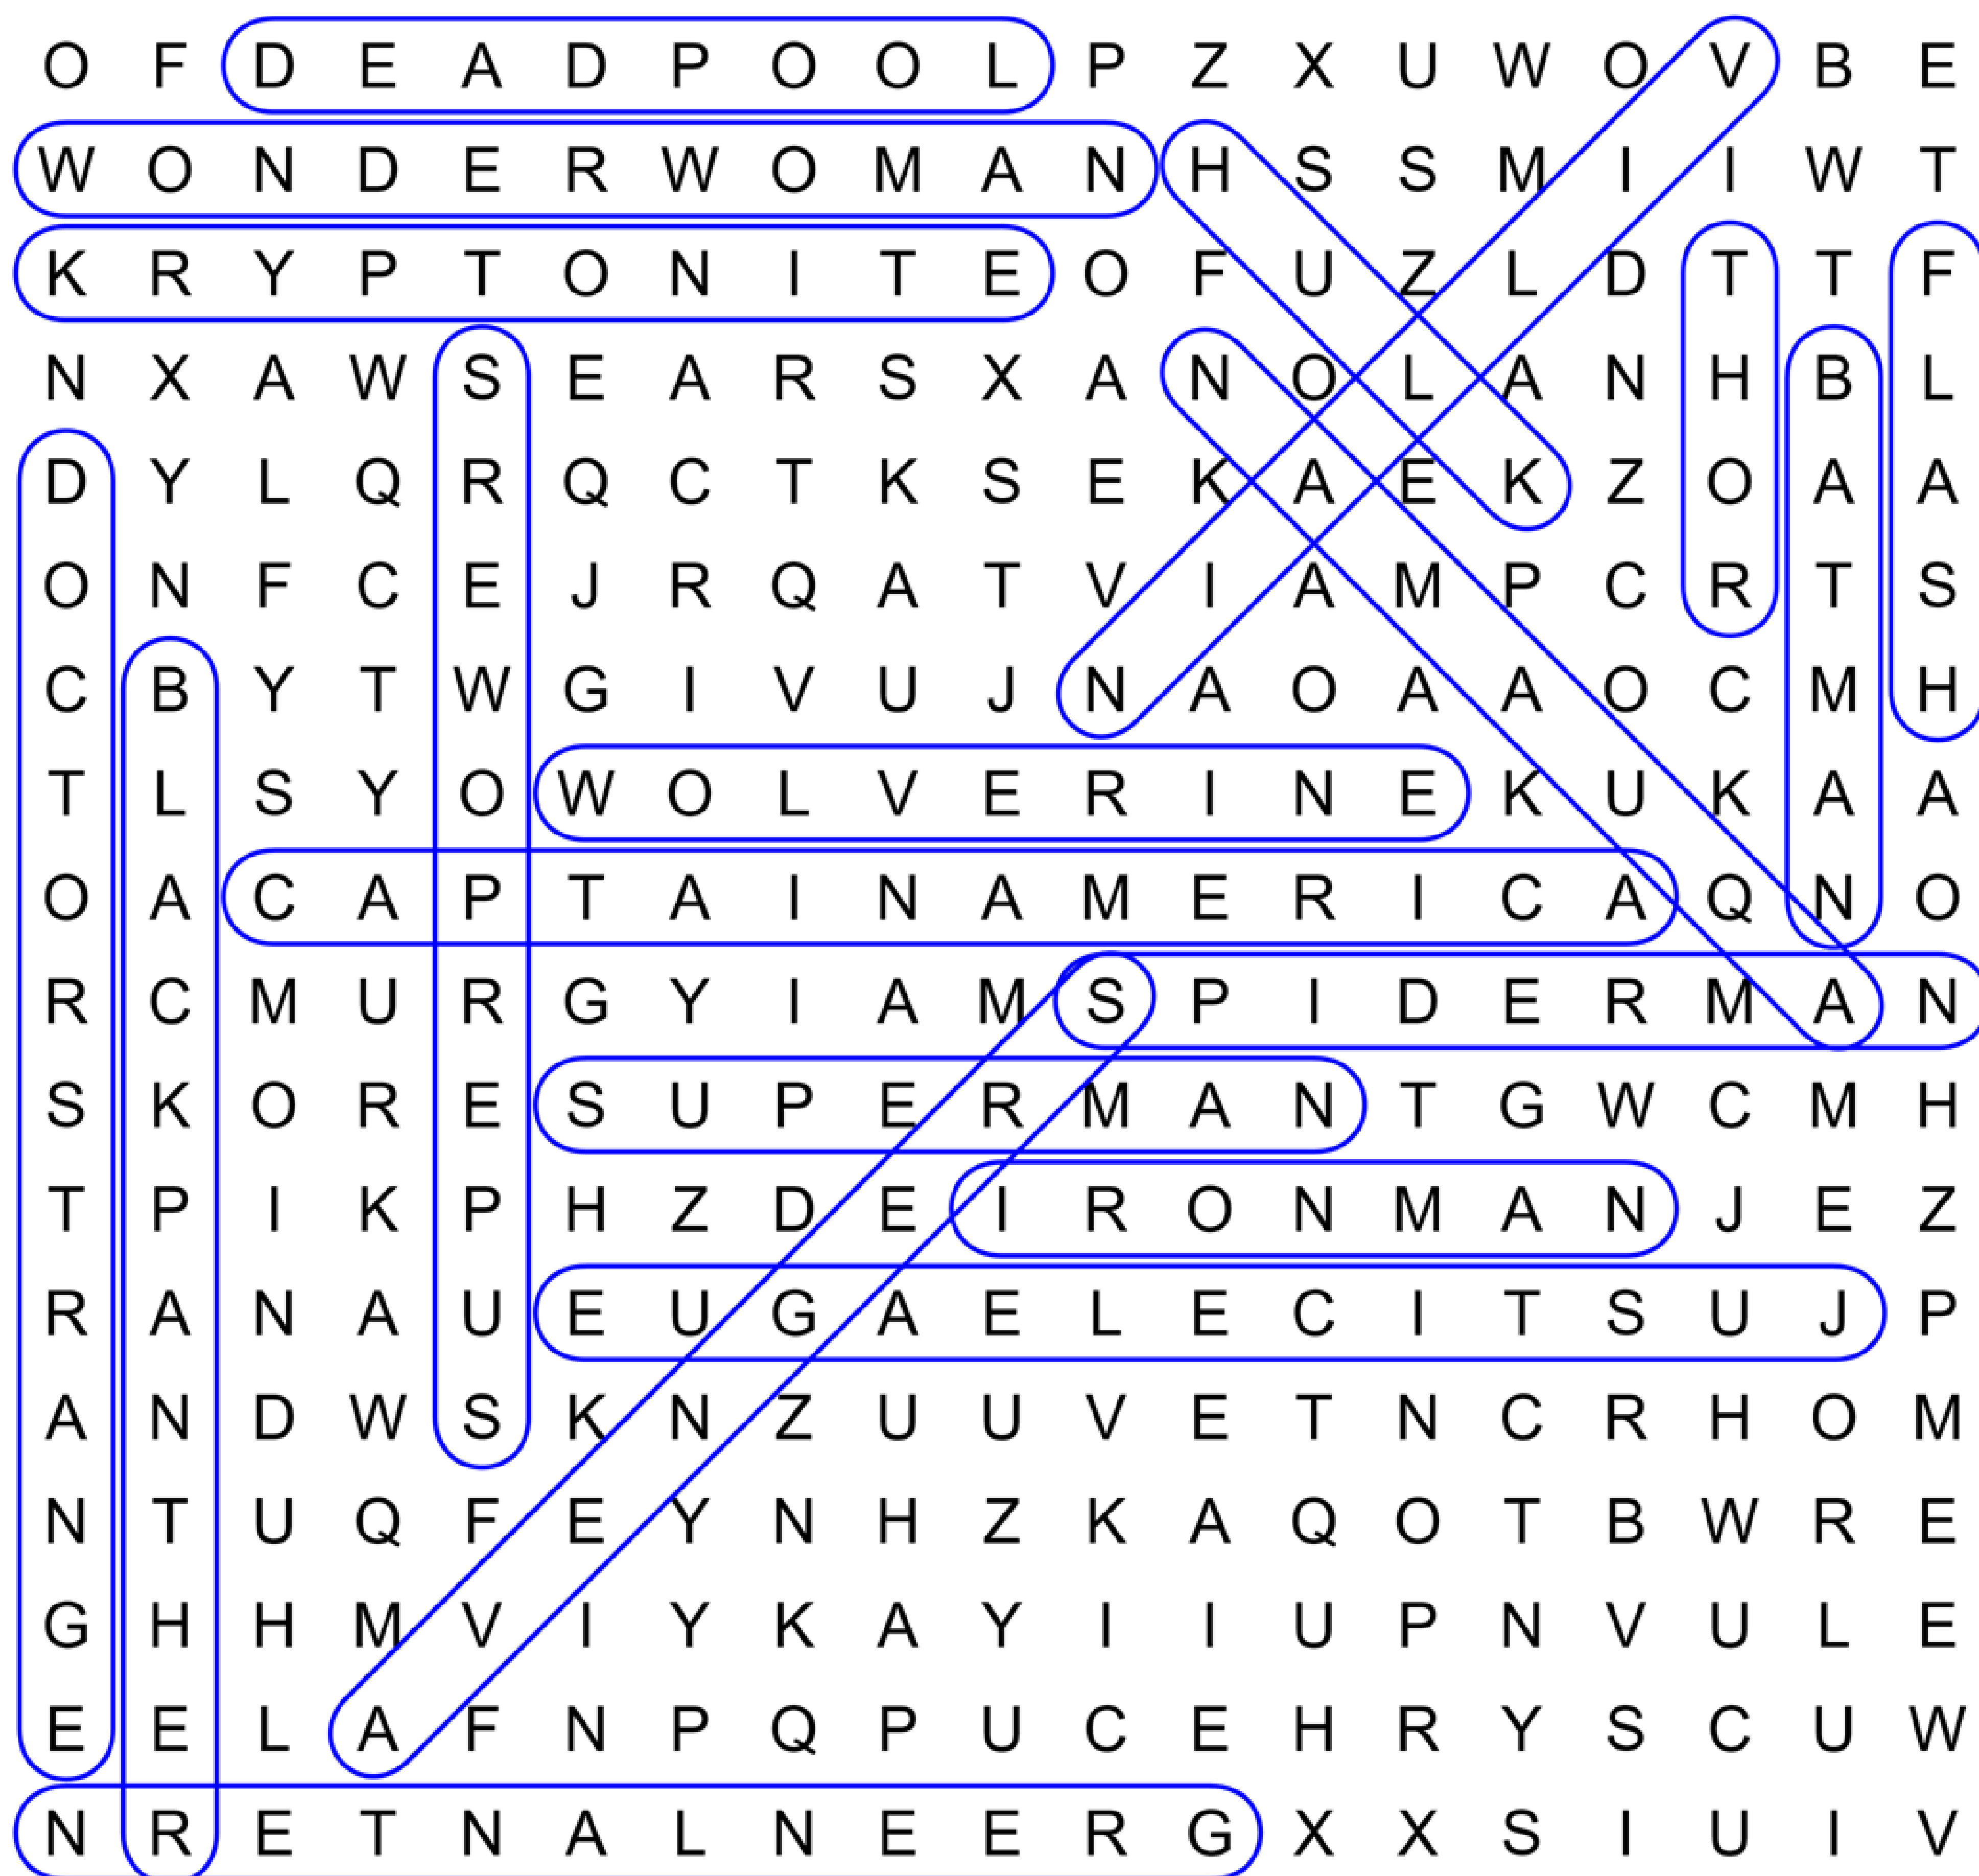 O F D E A D P O O L P Z X U W O V B E
W O N D E R W O M A N H S S M I I W T
K R Y P T O N I T E O F U Z L D T T F
N X A W S E A R S X A N O L A N H B L
D Y L Q R Q C T K S E K A E K Z O A A
O N F C E J R Q A T V I A M P C R T S
C B Y T W G I V U J N A O A A O C M H
T L S Y O W O L V E R I N E K U K A A
O A C A P T A I N A M E R I C A Q N O
R C M U R G Y I A M S P I D E R M A N
S K O R E S U P E R M A N T G W C M H
T P I K P H Z D E I R O N M A N J E Z
R A N A U E U G A E L E C I T S U J P
A N D W S K N Z U U V E T N C R H O M
N T U Q F E Y N H Z K A Q O T B W R E
G H H M V I Y K A Y I I U P N V U L E
E E L A F N P Q P U C E H R Y S C U W
N R E T N A L N E E R G X X S I U I V